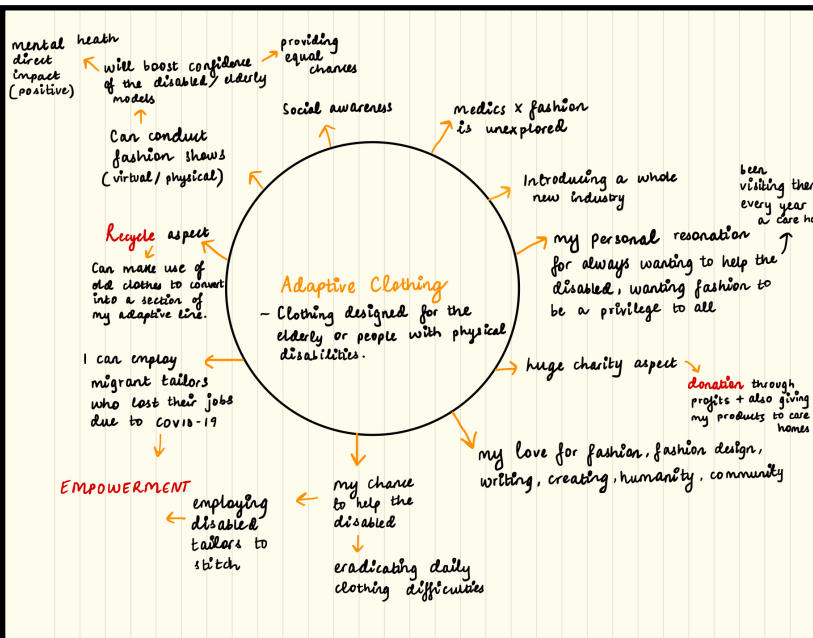 mental heath
direct
impact
(positive)
will boost confidence
of the disabled/elderly
models
providing
equal
chances
Can conduct
fashion shows
(virtual/physical)
Social awareness
medics x fashion
is unexplored
Introducing a whole
new industry
been
visiting
every year
a care
my personal resonation
for always wanting to help the
disabled, wanting fashion to
be a privilege to all
Recycle aspect
Can make use of
old clothes to convert
into a section of
my adaptive line.
Adaptive Clothing
- Clothing designed for the
elderly or people with physical
disabilities.
I can employ
migrant tailors
who lost their jobs
due to COVID-19
EMPOWERMENT
huge charity aspect
donation through
profits + also giving
my products to care
homes
my love for fashion, fashion design,
writing, creating, humanity, community
my chance
to help the
disabled
employing
disabled
tailors to
stitch
eradicating daily
clothing difficulties